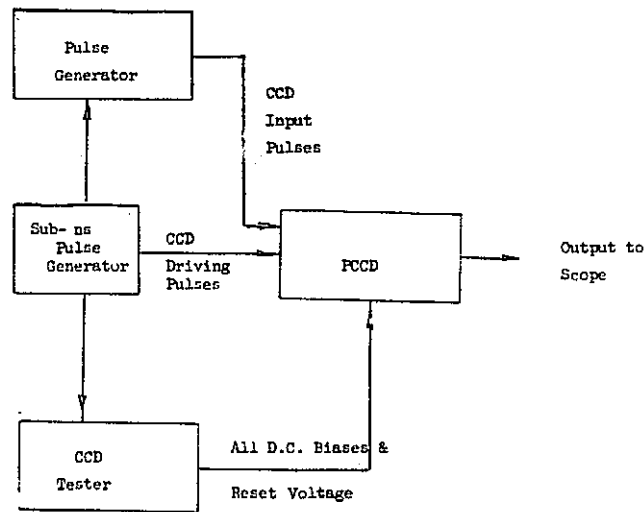 Pulse
Generator
CCD
Input
Pulses
Sub- ns
Pulse
Generator
CCD
Driving
Pulses
PCCD
Output to
Scope
CCD
Tester
All D.C. Biases &
Reset Voltage